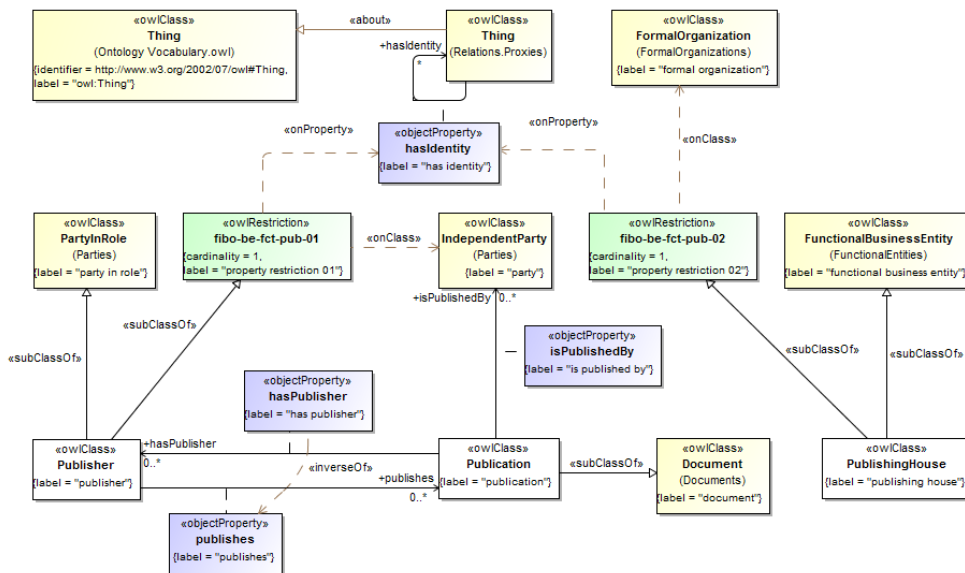 «owlClass»
Thing
(Ontology Vocabulary.owl)
{identifier = http://www.w3.org/2002/07/owl#Thing,
label = "owl:Thing"}
«about»
«owlClass»
Thing
(Relations.Proxies)
+hasIdentity
*
«owlClass»
FormalOrganization
(FormalOrganizations)
{label = "formal organization"}
«onProperty»
«objectProperty»
hasIdentity
{label = "has identity"}
«onProperty»
«onClass»
«owlClass»
PartyInRole
(Parties)
{label = "party in role"}
«owlRestriction»
fibo-be-fct-pub-01
{cardinality = 1,
label = "property restriction 01"}
«onClass»
«owlClass»
IndependentParty
(Parties)
{label = "party"}
«owlRestriction»
fibo-be-fct-pub-02
{cardinality = 1,
label = "property restriction 02"}
«owlClass»
FunctionalBusinessEntity
(FunctionalEntities)
{label = "functional business entity"}
+isPublishedBy 0..*
«subClassOf»
«subClassOf»
«objectProperty»
isPublishedBy
{label = "is published by"}
«subClassOf»
«subClassOf»
«objectProperty»
hasPublisher
{label = "has publisher"}
«owlClass»
Publisher
{label = "publisher"}
+hasPublisher
0..*
«inverseOf»
+publishes
0..*
«owlClass»
Publication
{label = "publication"}
«subClassOf»
«owlClass»
Document
(Documents)
{label = "document"}
«owlClass»
PublishingHouse
{label = "publishing house"}
«objectProperty»
publishes
{label = "publishes"}